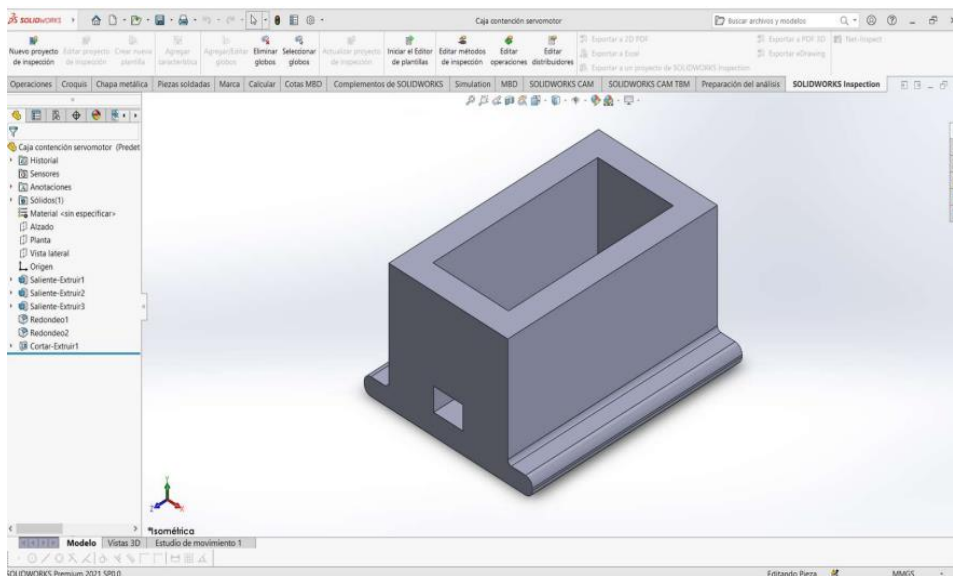 SOLIDWORKS
Caja contención servomotor
Buscar archivos y modelos
Nuevo proyecto de inspección
Editar proyecto de inspección
Crear nueva plantilla
Agregar característica
Agregar/Editar globos
Eliminar globos
Seleccionar globos
Actualizar proyecto de inspección
Iniciar el Editor de plantillas
Editar métodos de inspección
Editar operaciones
Editar distribuidores
Exportar a 2D PDF
Exportar a Excel
Exportar a un proyecto de SOLIDWORKS Inspection
Exportar a PDF 3D
Exportar eDrawing
Net-Inspect
Operaciones Croquis Chapa metálica Piezas soldadas Marca Calcular Cotas MBD Complementos de SOLIDWORKS Simulation MBD SOLIDWORKS CAM SOLIDWORKS CAM TBM Preparación del análisis SOLIDWORKS Inspection
Caja contención servomotor (Predet
Historial
Sensores
Anotaciones
Sólidos(1)
Material <sin especificar>
Alzado
Planta
Vista lateral
Origen
Saliente-Extruir1
Saliente-Extruir2
Saliente-Extruir3
Redondeo1
Redondeo2
Cortar-Extruir1
*Isométrica
Modelo Vistas 3D Estudio de movimiento 1
SOLIDWORKS Premium 2021 SP0.0
Editando Pieza
MMGS